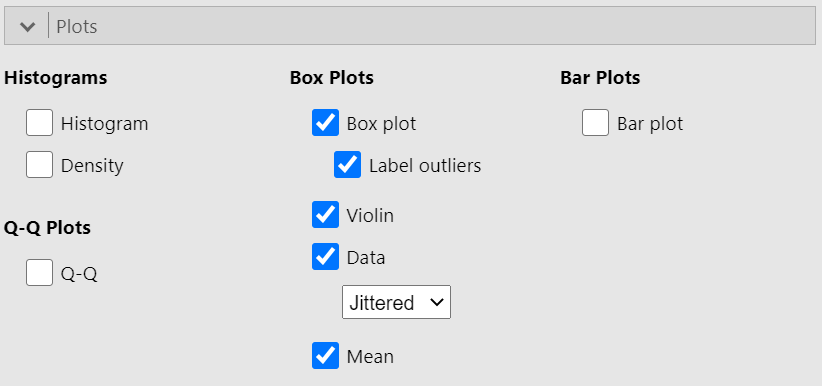 Plots
Histograms
Histogram
Density
Q-Q Plots
Q-Q
Box Plots
Box plot
Label outliers
Violin
Data
Jittered
Mean
Bar Plots
Bar plot